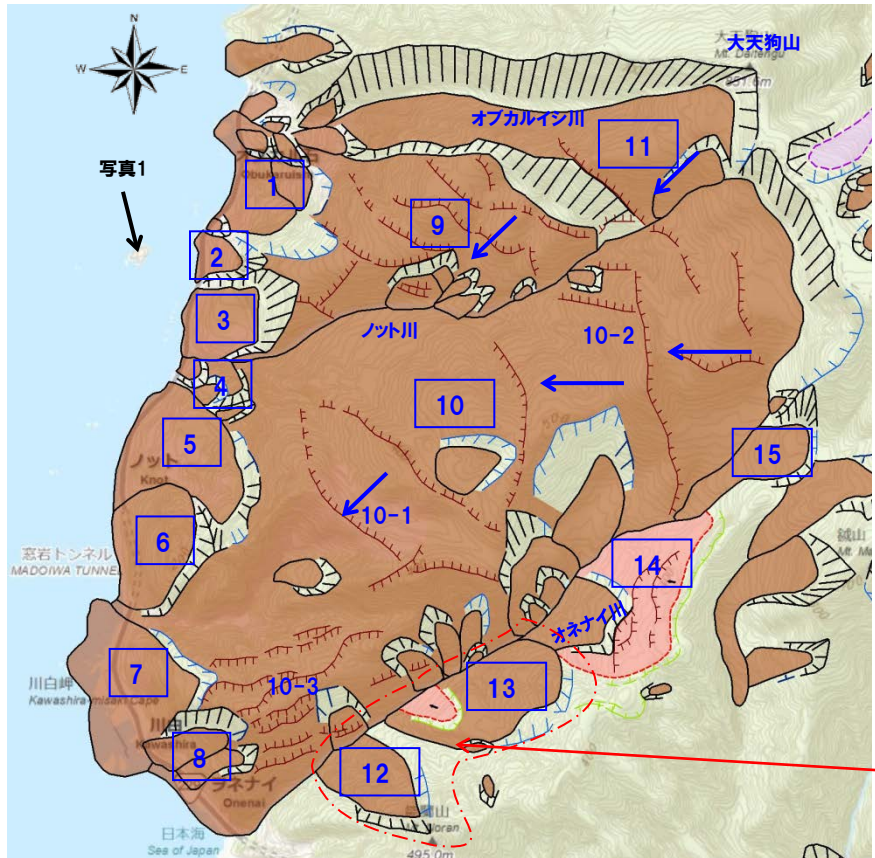 N
W
E
S
大天狗山
Mt. Daitengu
オブカルイシ川
11
写真1
Obukaruishi
1
9
2
3
ノット川
10-2
4
10
5
15
ノット
Knot
10-1
6
14
窓岩トンネル
MADOIWA TUNNEL
オネナイ川
7
13
川白岬
Kawashira-misaki Cape
10-3
川白
Kawashira
8
12
オネナイ
Onenai
日本海
Sea of Japan
495.0m